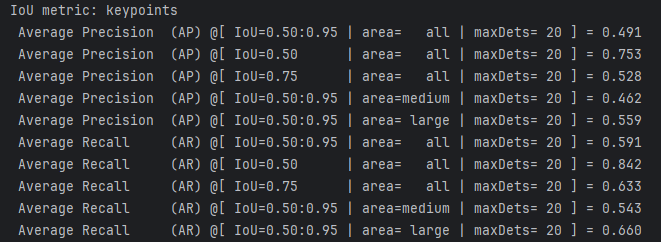 IoU metric: keypoints
 Average Precision  (AP) @[ IoU=0.50:0.95 | area=   all | maxDets= 20 ] = 0.491
 Average Precision  (AP) @[ IoU=0.50      | area=   all | maxDets= 20 ] = 0.753
 Average Precision  (AP) @[ IoU=0.75      | area=   all | maxDets= 20 ] = 0.528
 Average Precision  (AP) @[ IoU=0.50:0.95 | area=medium | maxDets= 20 ] = 0.462
 Average Precision  (AP) @[ IoU=0.50:0.95 | area= large | maxDets= 20 ] = 0.559
 Average Recall     (AR) @[ IoU=0.50:0.95 | area=   all | maxDets= 20 ] = 0.591
 Average Recall     (AR) @[ IoU=0.50      | area=   all | maxDets= 20 ] = 0.842
 Average Recall     (AR) @[ IoU=0.75      | area=   all | maxDets= 20 ] = 0.633
 Average Recall     (AR) @[ IoU=0.50:0.95 | area=medium | maxDets= 20 ] = 0.543
 Average Recall     (AR) @[ IoU=0.50:0.95 | area= large | maxDets= 20 ] = 0.660